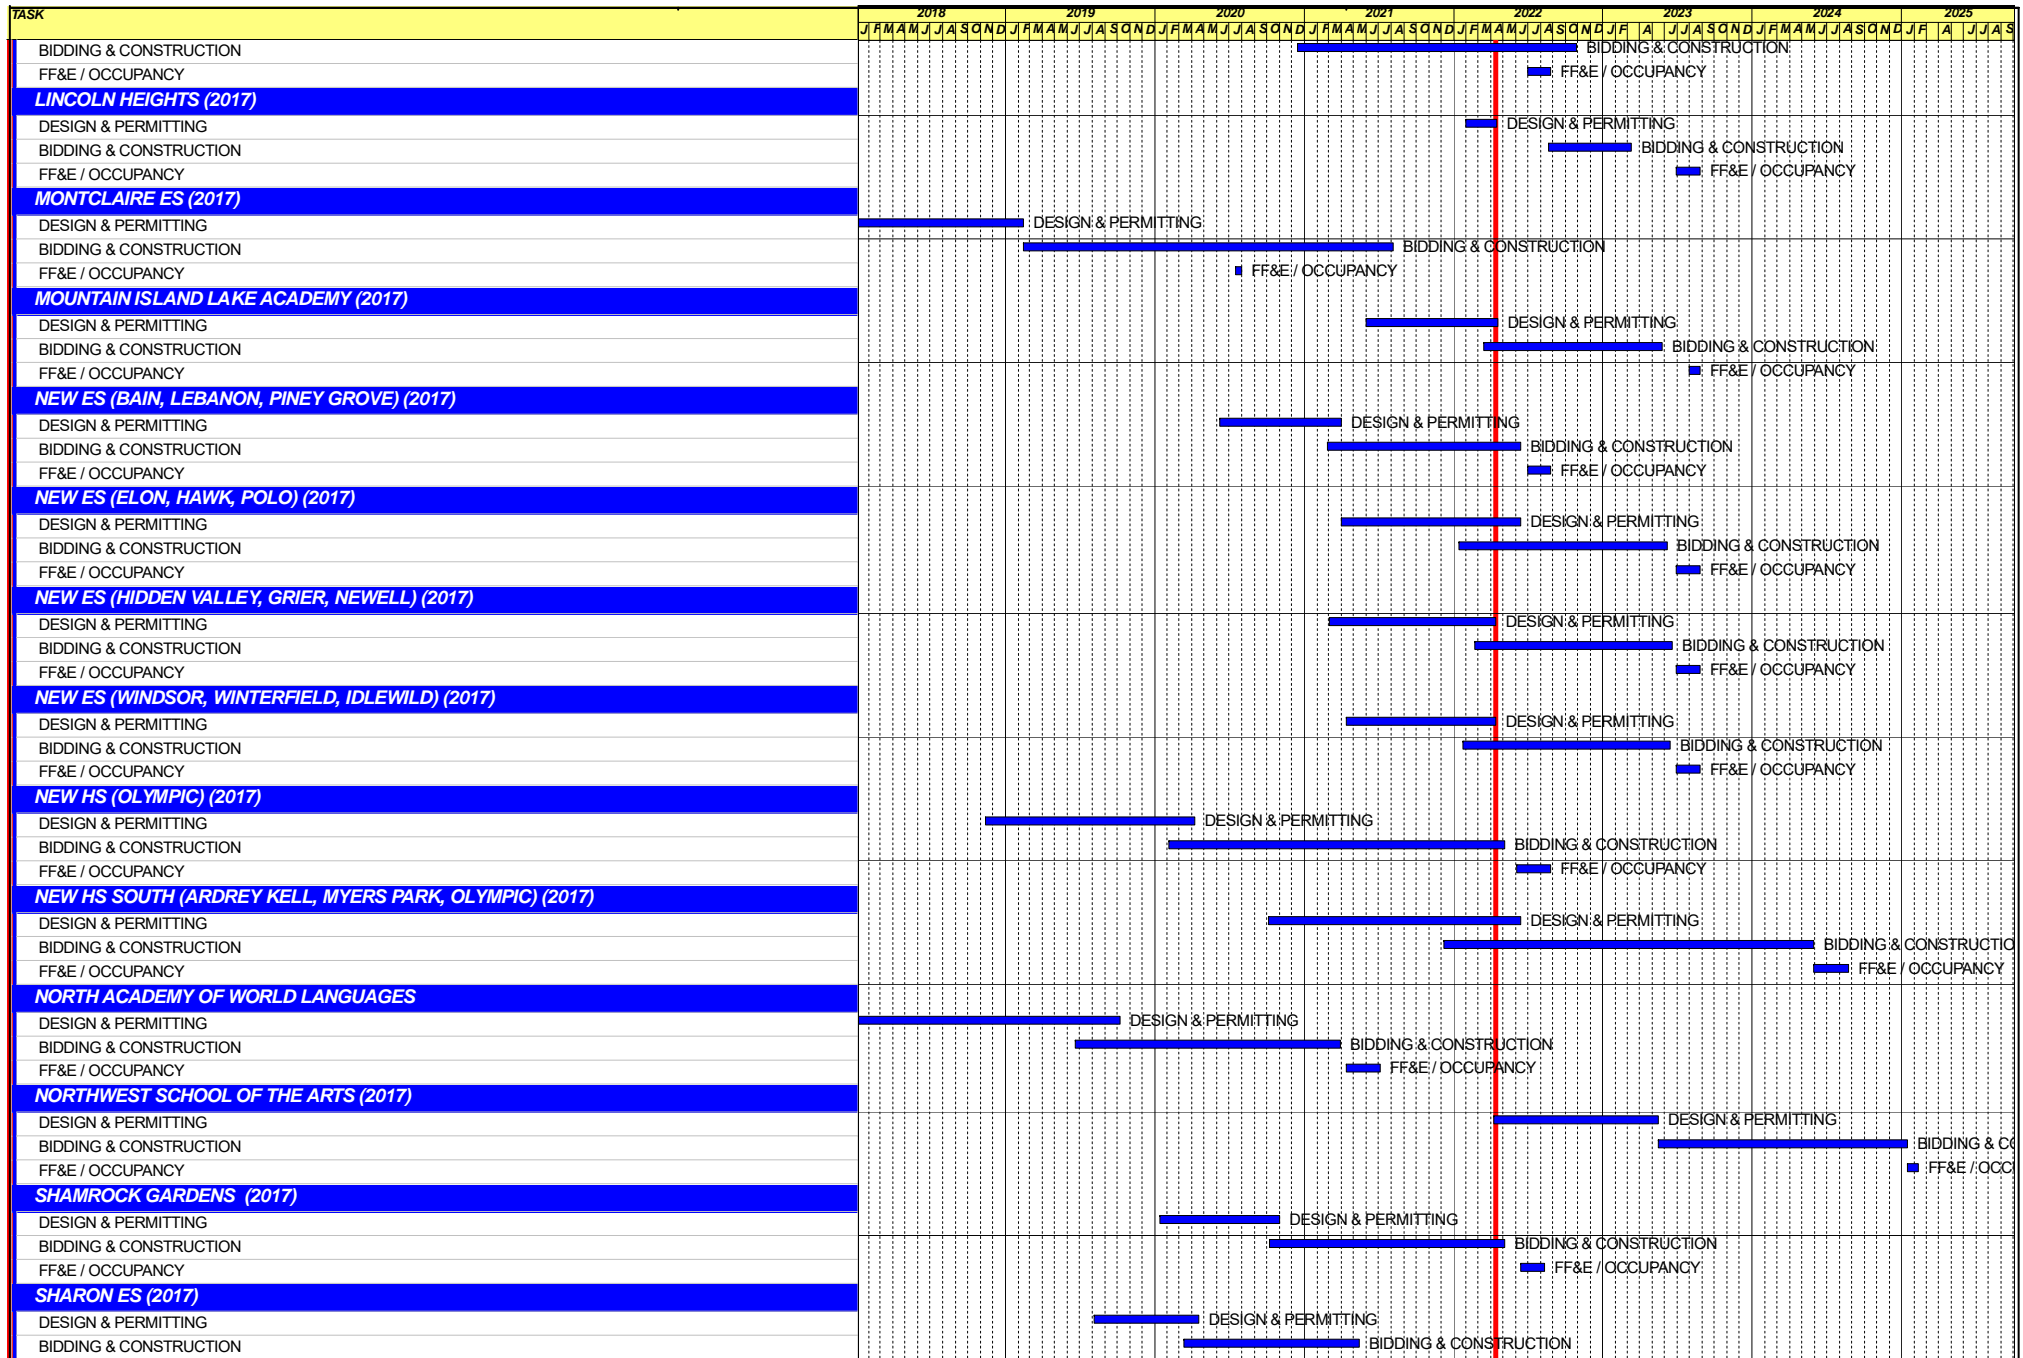 TASK 2018 2019 2020 2021 2022 2023 2024 2025
J F M A M J J A S O N D J F M A M J J A S O N D J F M A M J J A S O N D J F M A M J J A S O N D J F M A M J J A S O N D J F A J J A S O N D J F M A M J J A S O N D J F A J J A S
BIDDING & CONSTRUCTION BIDDING & CONSTRUCTION
FF&E / OCCUPANCY FF&E / OCCUPANCY
LINCOLN HEIGHTS (2017)
DESIGN & PERMITTING DESIGN & PERMITTING
BIDDING & CONSTRUCTION BIDDING & CONSTRUCTION
FF&E / OCCUPANCY FF&E / OCCUPANCY
MONTCLAIRE ES (2017)
DESIGN & PERMITTING DESIGN & PERMITTING
BIDDING & CONSTRUCTION BIDDING & CONSTRUCTION
FF&E / OCCUPANCY FF&E / OCCUPANCY
MOUNTAIN ISLAND LAKE ACADEMY (2017)
DESIGN & PERMITTING DESIGN & PERMITTING
BIDDING & CONSTRUCTION BIDDING & CONSTRUCTION
FF&E / OCCUPANCY FF&E / OCCUPANCY
NEW ES (BAIN, LEBANON, PINEY GROVE) (2017)
DESIGN & PERMITTING DESIGN & PERMITTING
BIDDING & CONSTRUCTION BIDDING & CONSTRUCTION
FF&E / OCCUPANCY FF&E / OCCUPANCY
NEW ES (ELON, HAWK, POLO) (2017)
DESIGN & PERMITTING DESIGN & PERMITTING
BIDDING & CONSTRUCTION BIDDING & CONSTRUCTION
FF&E / OCCUPANCY FF&E / OCCUPANCY
NEW ES (HIDDEN VALLEY, GRIER, NEWELL) (2017)
DESIGN & PERMITTING DESIGN & PERMITTING
BIDDING & CONSTRUCTION BIDDING & CONSTRUCTION
FF&E / OCCUPANCY FF&E / OCCUPANCY
NEW ES (WINDSOR, WINTERFIELD, IDLEWILD) (2017)
DESIGN & PERMITTING DESIGN & PERMITTING
BIDDING & CONSTRUCTION BIDDING & CONSTRUCTION
FF&E / OCCUPANCY FF&E / OCCUPANCY
NEW HS (OLYMPIC) (2017)
DESIGN & PERMITTING DESIGN & PERMITTING
BIDDING & CONSTRUCTION BIDDING & CONSTRUCTION
FF&E / OCCUPANCY FF&E / OCCUPANCY
NEW HS SOUTH (ARDREY KELL, MYERS PARK, OLYMPIC) (2017)
DESIGN & PERMITTING DESIGN & PERMITTING
BIDDING & CONSTRUCTION BIDDING & CONSTRUCTIO
FF&E / OCCUPANCY FF&E / OCCUPANCY
NORTH ACADEMY OF WORLD LANGUAGES
DESIGN & PERMITTING DESIGN & PERMITTING
BIDDING & CONSTRUCTION BIDDING & CONSTRUCTION
FF&E / OCCUPANCY FF&E / OCCUPANCY
NORTHWEST SCHOOL OF THE ARTS (2017)
DESIGN & PERMITTING DESIGN & PERMITTING
BIDDING & CONSTRUCTION BIDDING & CO
FF&E / OCCUPANCY FF&E / OCC
SHAMROCK GARDENS (2017)
DESIGN & PERMITTING DESIGN & PERMITTING
BIDDING & CONSTRUCTION BIDDING & CONSTRUCTION
FF&E / OCCUPANCY FF&E / OCCUPANCY
SHARON ES (2017)
DESIGN & PERMITTING DESIGN & PERMITTING
BIDDING & CONSTRUCTION BIDDING & CONSTRUCTION